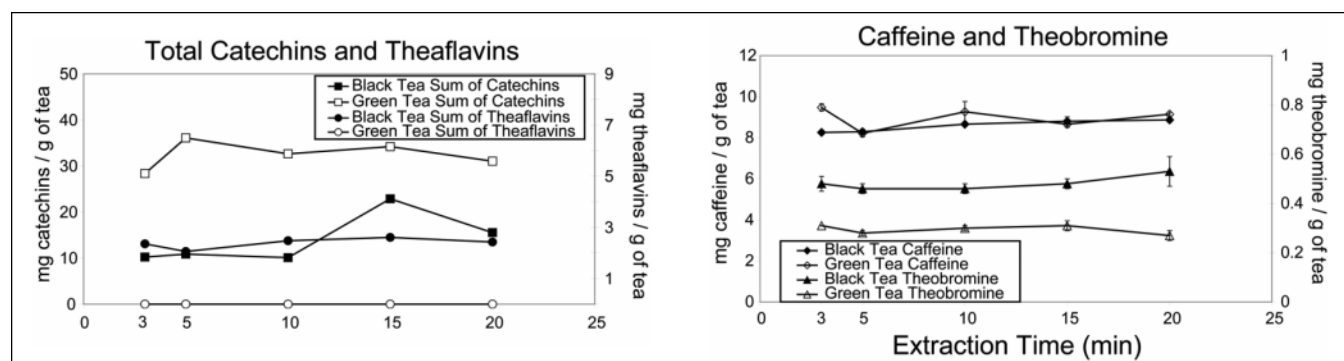 Total Catechins and Theaflavins
mg catechins / g of tea
50
40
30
20
10
0
Black Tea Sum of Catechins
Green Tea Sum of Catechins
Black Tea Sum of Theaflavins
Green Tea Sum of Theaflavins
9
7
5
3
1
0
mg theaflavins / g of tea
0 3 5 10 15 20 25
Caffeine and Theobromine
mg caffeine / g of tea
12
10
8
6
4
2
0
Black Tea Caffeine
Green Tea Caffeine
Black Tea Theobromine
Green Tea Theobromine
1
0.8
0.6
0.4
0.2
0
mg theobromine / g of tea
0 3 5 10 15 20 25
Extraction Time (min)